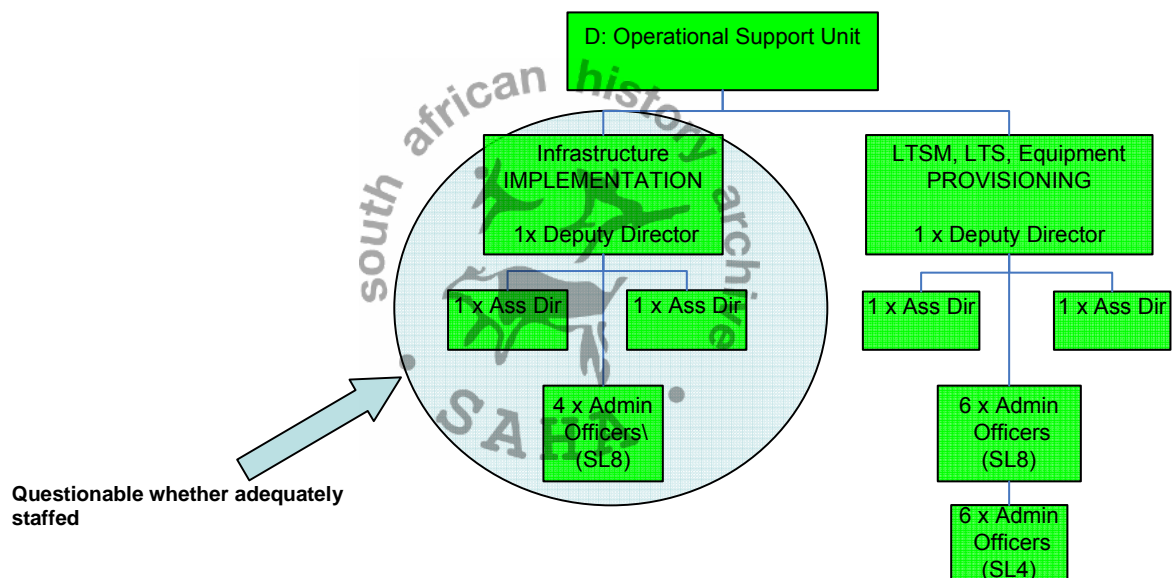 D: Operational Support Unit
south african history archive
• SAHA •
Infrastructure
IMPLEMENTATION
1x Deputy Director
LTSM, LTS, Equipment
PROVISIONING
1 x Deputy Director
1 x Ass Dir
1 x Ass Dir
1 x Ass Dir
1 x Ass Dir
4 x Admin
Officers\
(SL8)
6 x Admin
Officers
(SL8)
Questionable whether adequately
staffed
6 x Admin
Officers
(SL4)